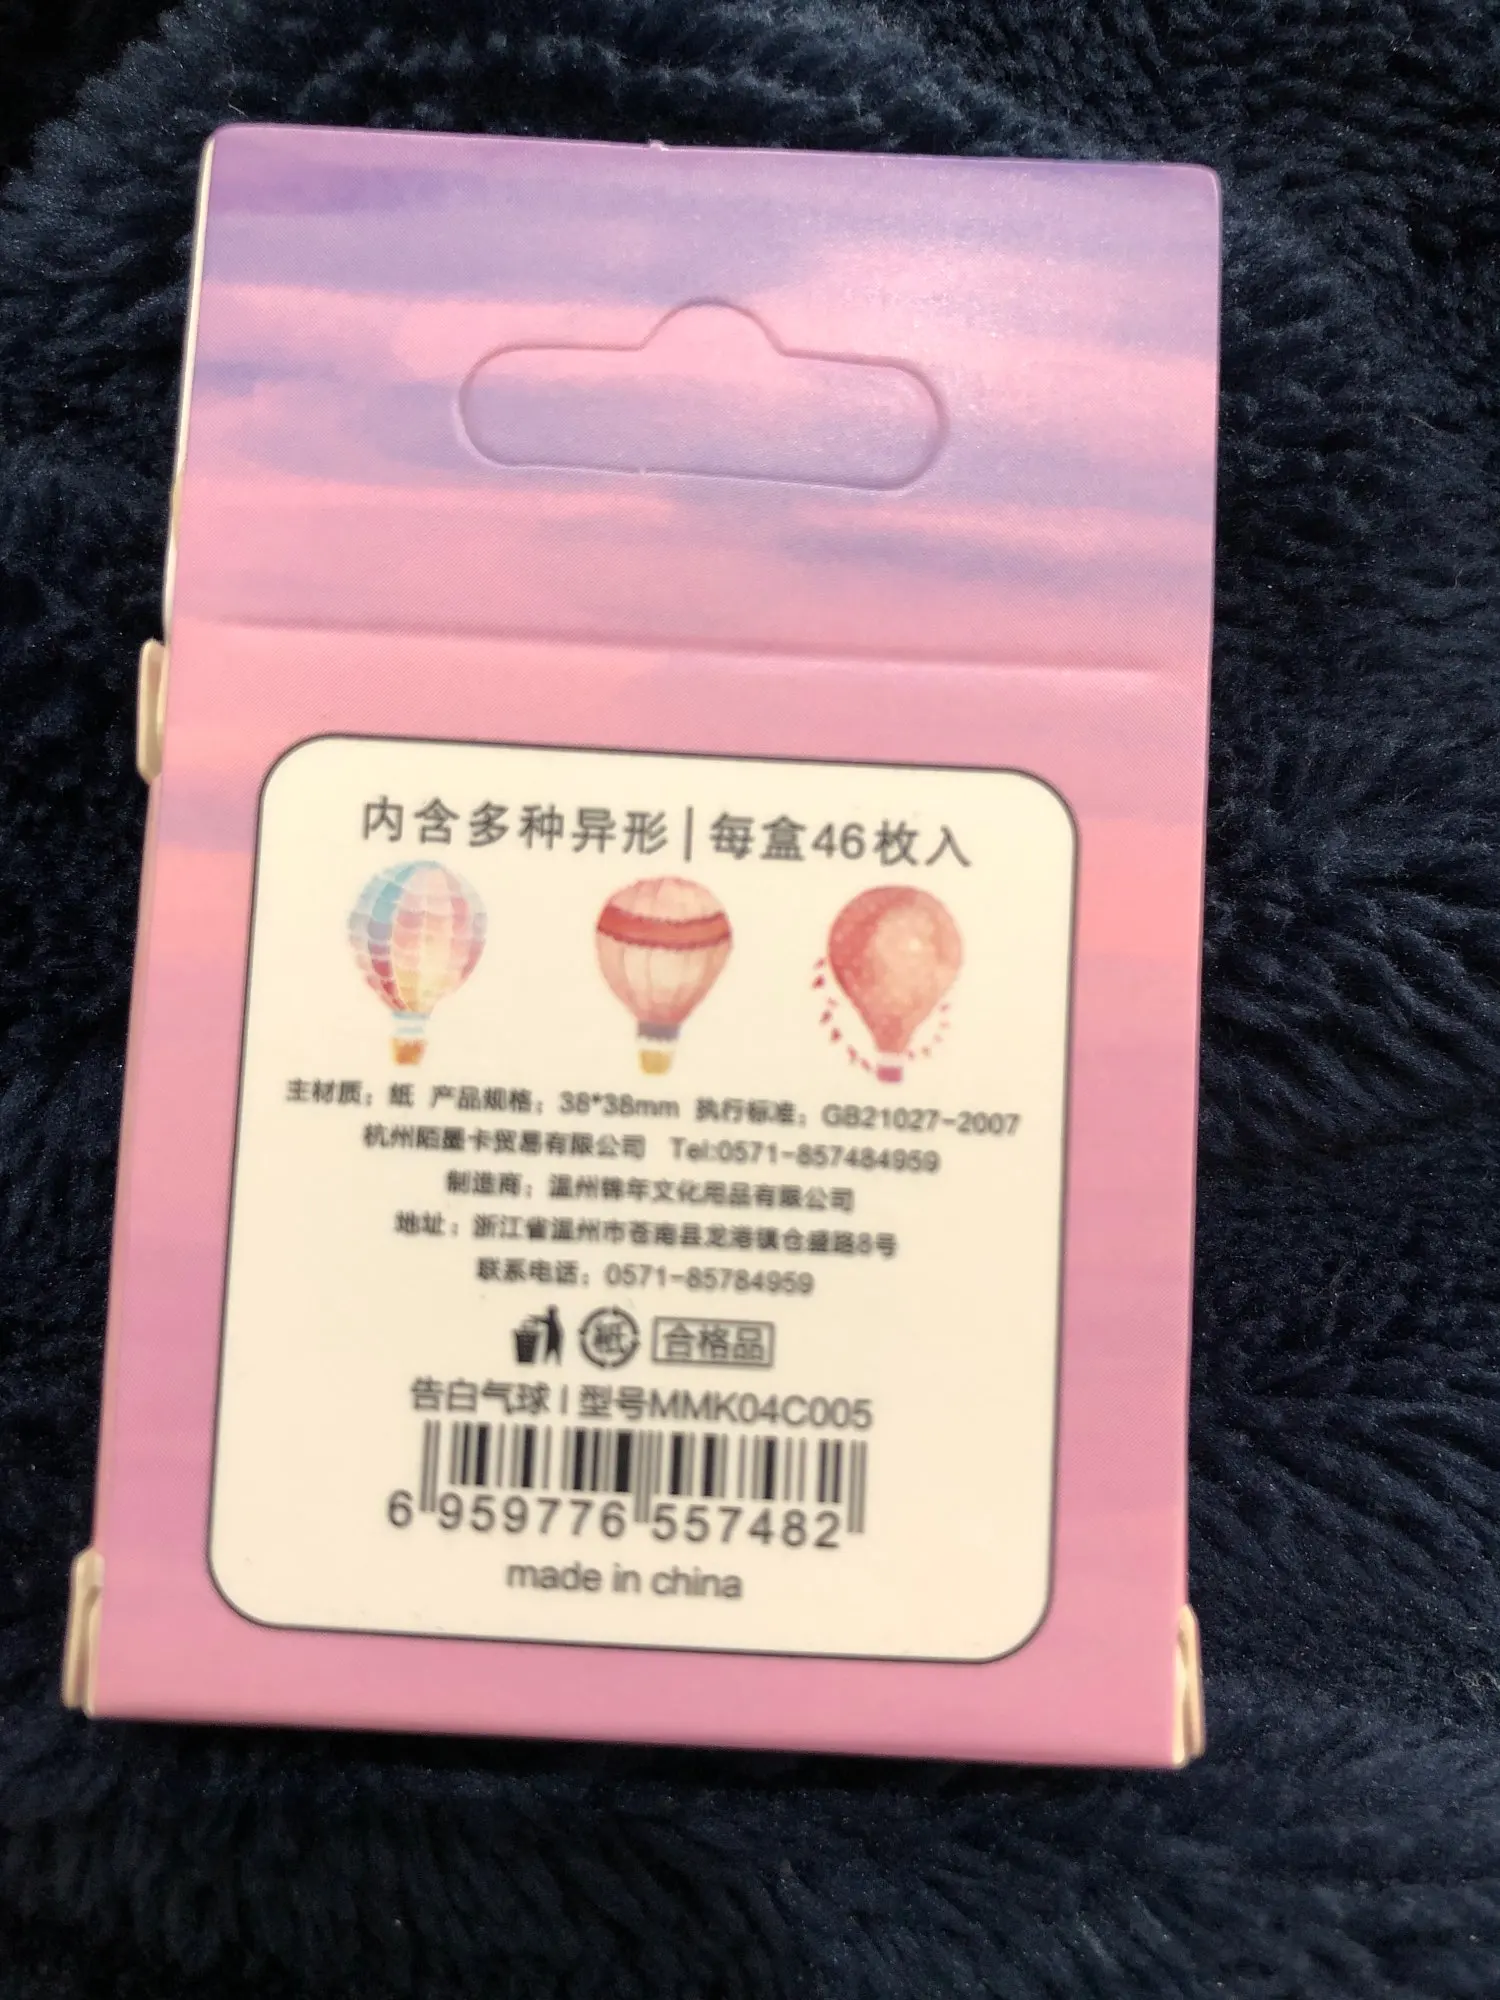 内含多种异形|每盒46枚入
主材质：纸 产品规格：38*38mm 执行标准：GB21027-2007
杭州陌墨卡贸易有限公司 Tel:0571-857484959
制造商：温州锦年文化用品有限公司
地址：浙江省温州市苍南县龙港镇仓盛路8号
联系电话：0571-85784959
紙 合格品
告白气球 | 型号MMK04C005
6 959776 557482
made in china